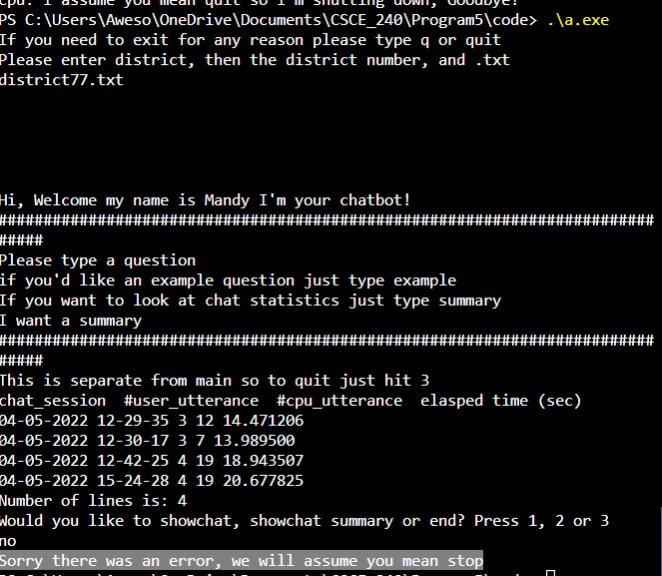 cpu: I assume you mean quit so I'm shutting down, Goodbye!
PS C:\Users\Aweso\OneDrive\Documents\CSCE_240\Program5\code> .\a.exe
If you need to exit for any reason please type q or quit
Please enter district, then the district number, and .txt
district77.txt
Hi, Welcome my name is Mandy I'm your chatbot!
##########################################################################
#####
Please type a question
if you'd like an example question just type example
If you want to look at chat statistics just type summary
I want a summary
##########################################################################
#####
This is separate from main so to quit just hit 3
chat_session  #user_utterance  #cpu_utterance  elasped time (sec)
04-05-2022 12-29-35 3 12 14.471206
04-05-2022 12-30-17 3 7 13.989500
04-05-2022 12-42-25 4 19 18.943507
04-05-2022 15-24-28 4 19 20.677825
Number of lines is: 4
Would you like to showchat, showchat summary or end? Press 1, 2 or 3
no
Sorry there was an error, we will assume you mean stop